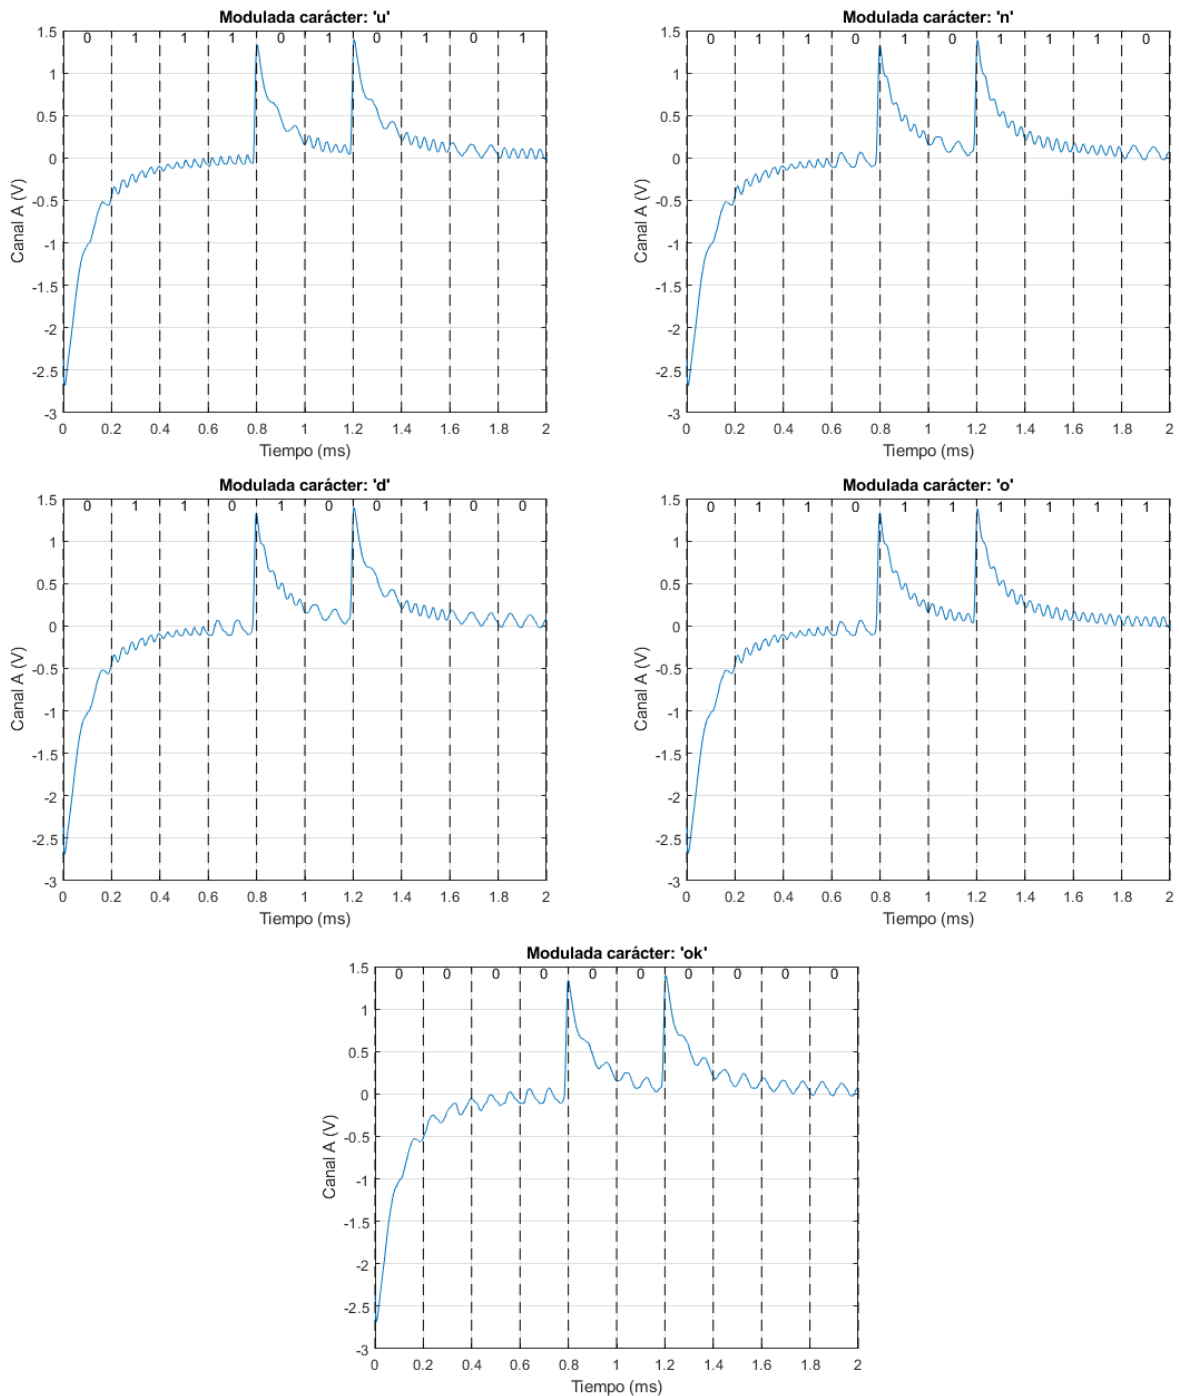 Modulada carácter: 'u'
0 1 1 1 0 1 0 1 0 1
1.5
1
0.5
0
-0.5
-1
-1.5
-2
-2.5
-3
Canal A (V)
0 0.2 0.4 0.6 0.8 1 1.2 1.4 1.6 1.8 2
Tiempo (ms)
Modulada carácter: 'n'
0 1 1 0 1 0 1 1 1 0
1.5
1
0.5
0
-0.5
-1
-1.5
-2
-2.5
-3
Canal A (V)
0 0.2 0.4 0.6 0.8 1 1.2 1.4 1.6 1.8 2
Tiempo (ms)
Modulada carácter: 'd'
0 1 1 0 1 0 0 1 0 0
1.5
1
0.5
0
-0.5
-1
-1.5
-2
-2.5
-3
Canal A (V)
0 0.2 0.4 0.6 0.8 1 1.2 1.4 1.6 1.8 2
Tiempo (ms)
Modulada carácter: 'o'
0 1 1 0 1 1 1 1 1 1
1.5
1
0.5
0
-0.5
-1
-1.5
-2
-2.5
-3
Canal A (V)
0 0.2 0.4 0.6 0.8 1 1.2 1.4 1.6 1.8 2
Tiempo (ms)
Modulada carácter: 'ok'
0 0 0 0 0 0 0 0 0 0
1.5
1
0.5
0
-0.5
-1
-1.5
-2
-2.5
-3
Canal A (V)
0 0.2 0.4 0.6 0.8 1 1.2 1.4 1.6 1.8 2
Tiempo (ms)